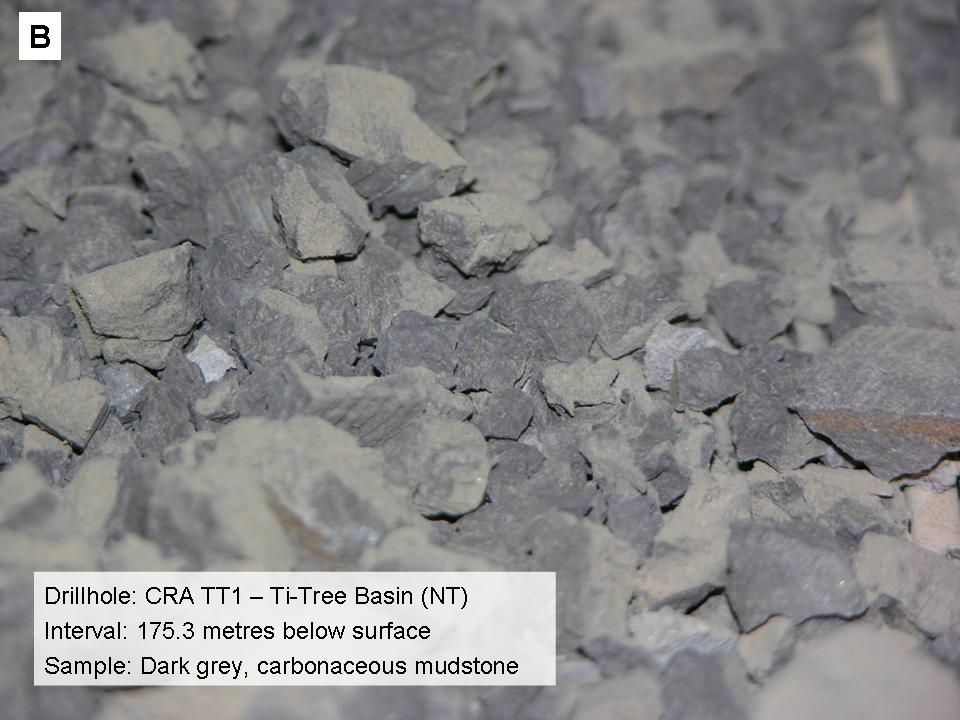 B
Drillhole: CRA TT1 – Ti-Tree Basin (NT)
Interval: 175.3 metres below surface
Sample: Dark grey, carbonaceous mudstone